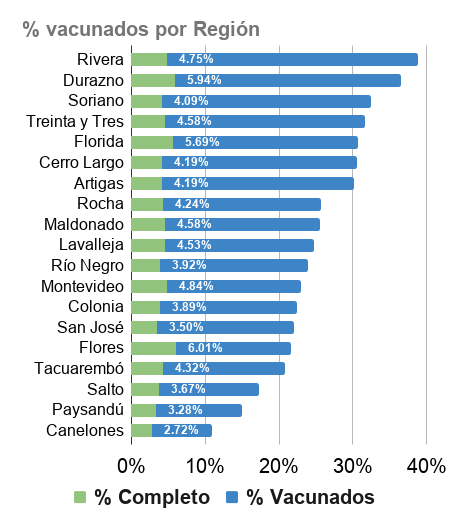 % vacunados por Región
Rivera 4.75%
Durazno 5.94%
Soriano 4.09%
Treinta y Tres 4.58%
Florida 5.69%
Cerro Largo 4.19%
Artigas 4.19%
Rocha 4.24%
Maldonado 4.58%
Lavalleja 4.53%
Río Negro 3.92%
Montevideo 4.84%
Colonia 3.89%
San José 3.50%
Flores 6.01%
Tacuarembó 4.32%
Salto 3.67%
Paysandú 3.28%
Canelones 2.72%
0% 10% 20% 30% 40%
% Completo % Vacunados